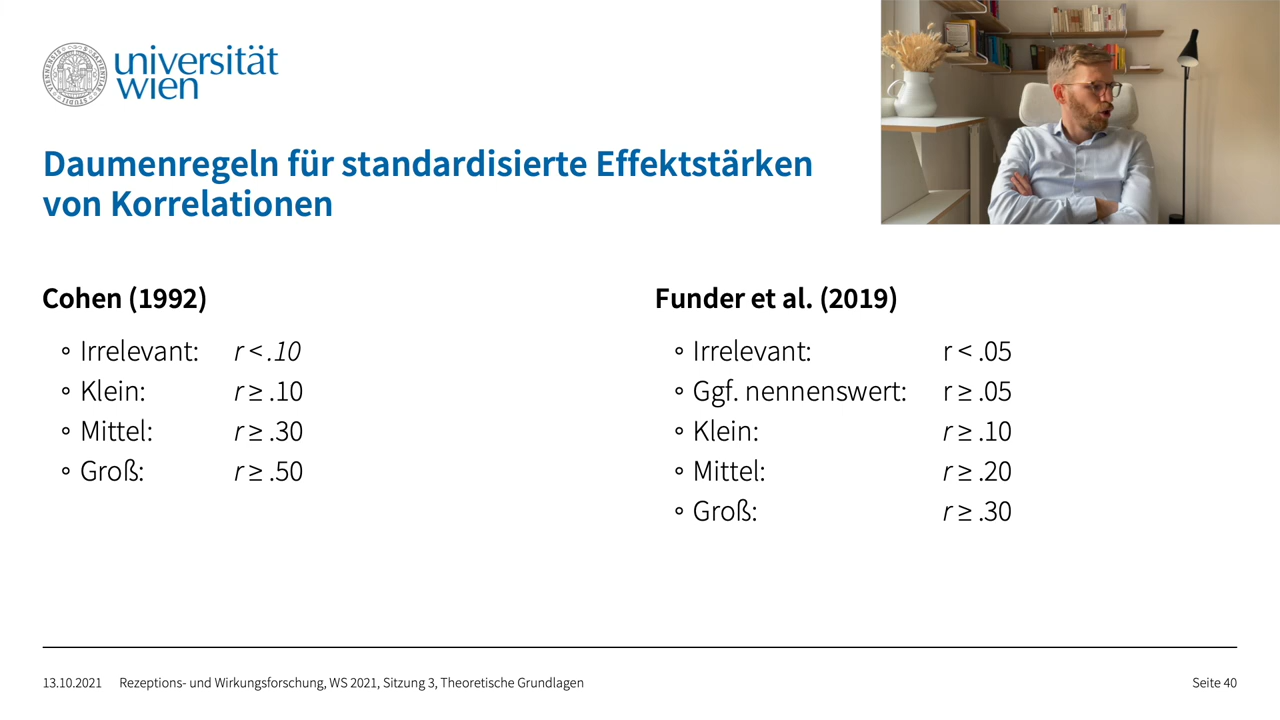 universität
wien
Daumenregeln für standardisierte Effektstärken
von Korrelationen
Cohen (1992)
∘ Irrelevant: r < .10
∘ Klein: r ≥ .10
∘ Mittel: r ≥ .30
∘ Groß: r ≥ .50
Funder et al. (2019)
∘ Irrelevant: r < .05
∘ Ggf. nennenswert: r ≥ .05
∘ Klein: r ≥ .10
∘ Mittel: r ≥ .20
∘ Groß: r ≥ .30
13.10.2021 Rezeptions- und Wirkungsforschung, WS 2021, Sitzung 3, Theoretische Grundlagen Seite 40